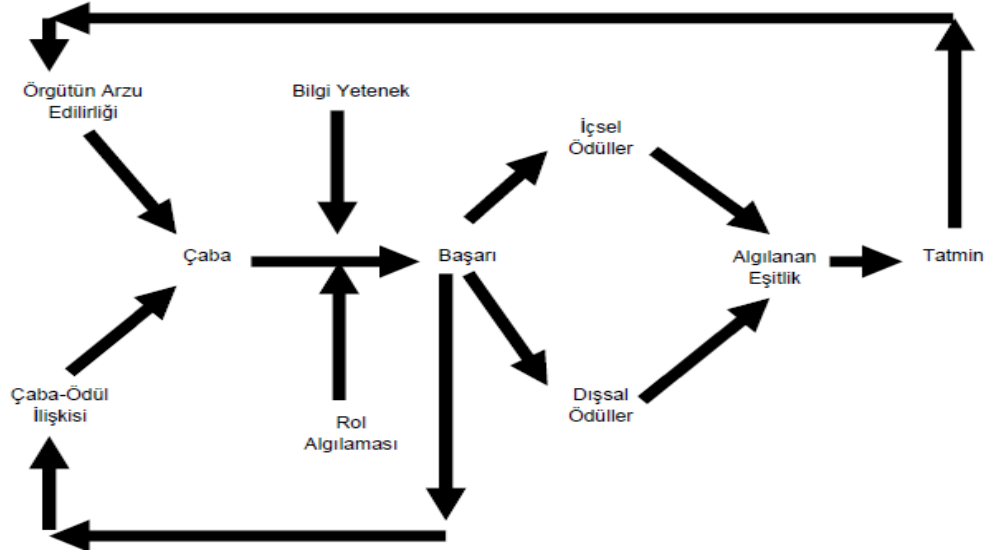 Örgütün Arzu
Edilirliği
Bilgi Yetenek
İçsel
Ödüller
Çaba
Başarı
Algılanan
Eşitlik
Tatmin
Çaba-Ödül
İlişkisi
Rol
Algılaması
Dışsal
Ödüller